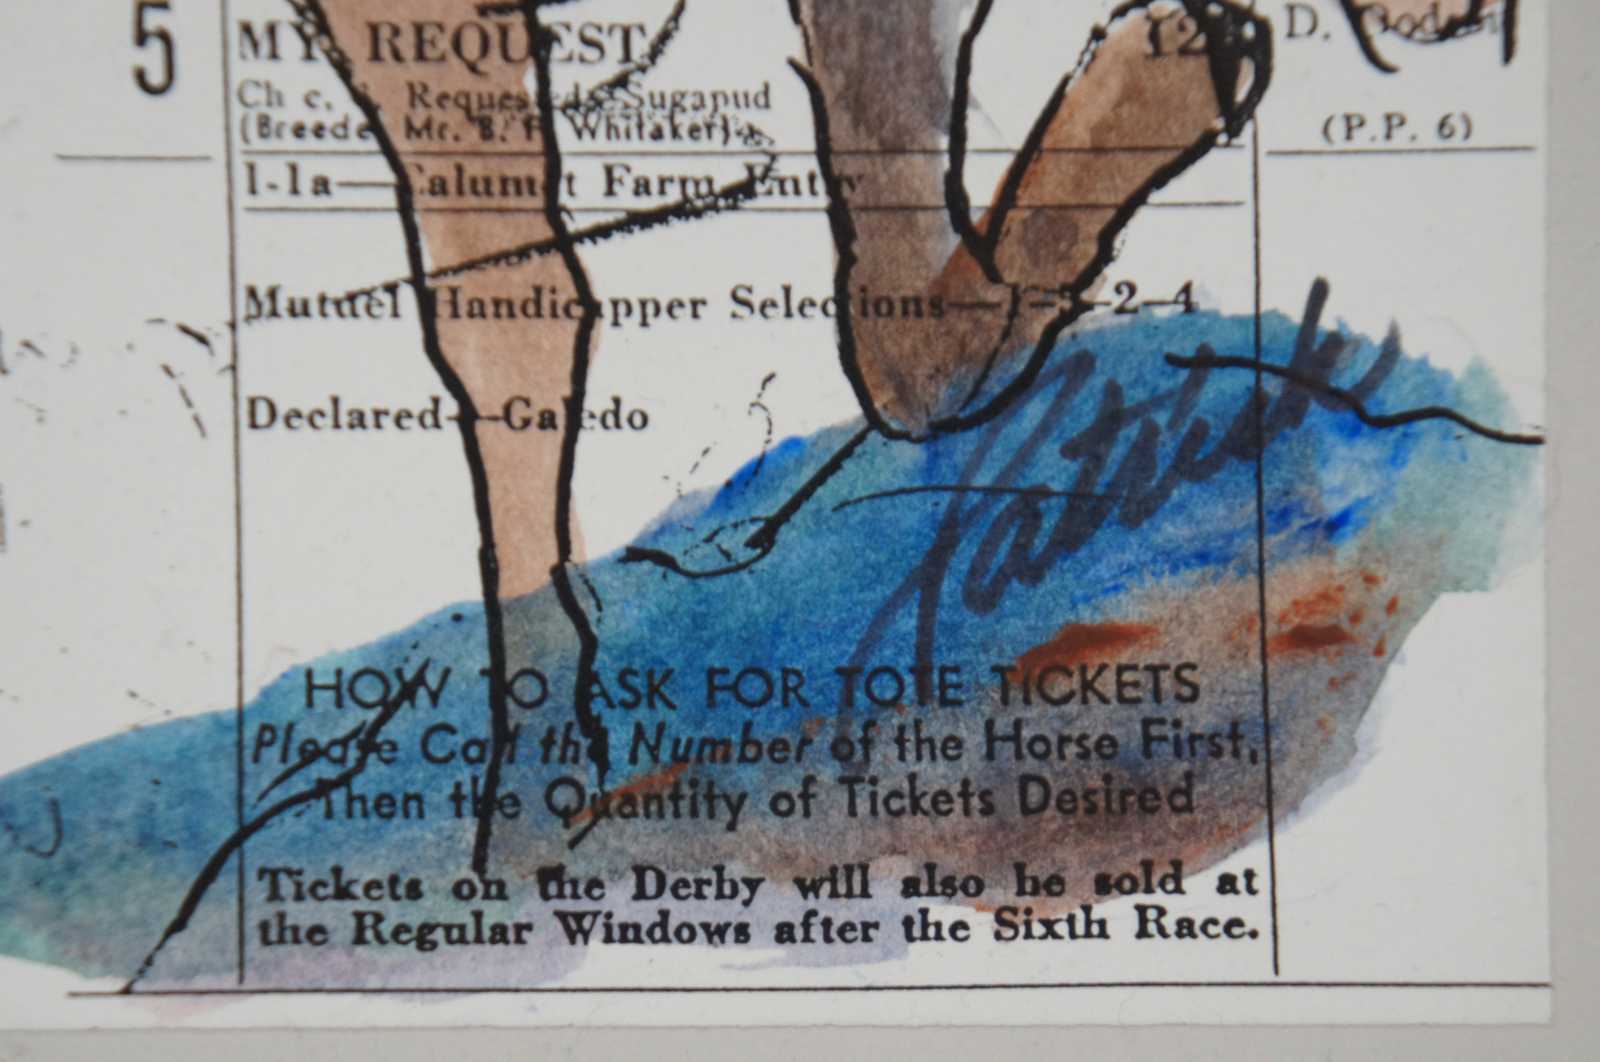 5 MY REQUEST 12 D. Dodson
Ch c, 3, Requested—Sugapud
(Breeder, Mr. B. F. Whitaker) (P.P. 6)
1-1a—Calumet Farm Entry
Mutuel Handicapper Selections—1-5-2-4
Declared—Galedo
HOW TO ASK FOR TOTE TICKETS
Please Call the Number of the Horse First,
Then the Quantity of Tickets Desired
Tickets on the Derby will also be sold at
the Regular Windows after the Sixth Race.